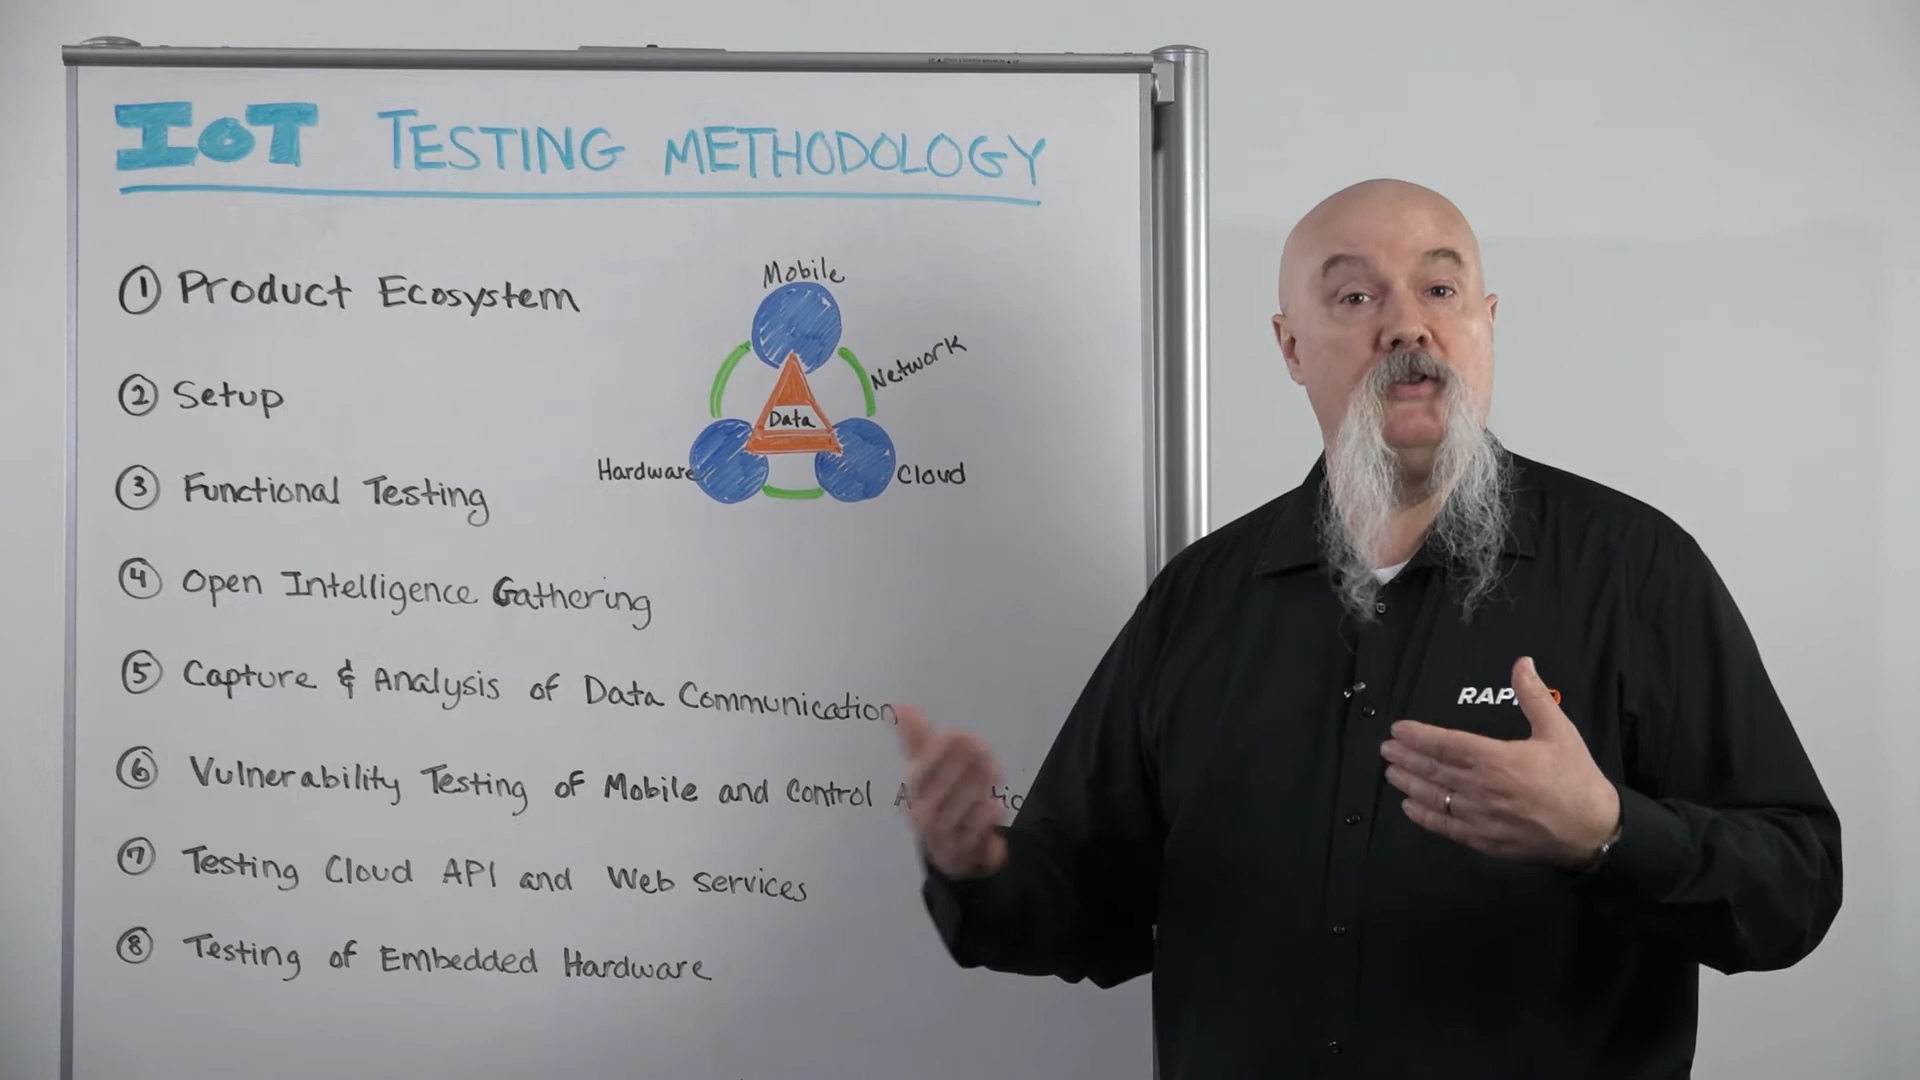 IoT TESTING METHODOLOGY
① Product Ecosystem
② Setup
③ Functional Testing
④ Open Intelligence Gathering
⑤ Capture & Analysis of Data Communication
⑥ Vulnerability Testing of Mobile and Control
⑦ Testing Cloud API and Web services
⑧ Testing of Embedded Hardware
Mobile
Network
Data
Hardware
Cloud